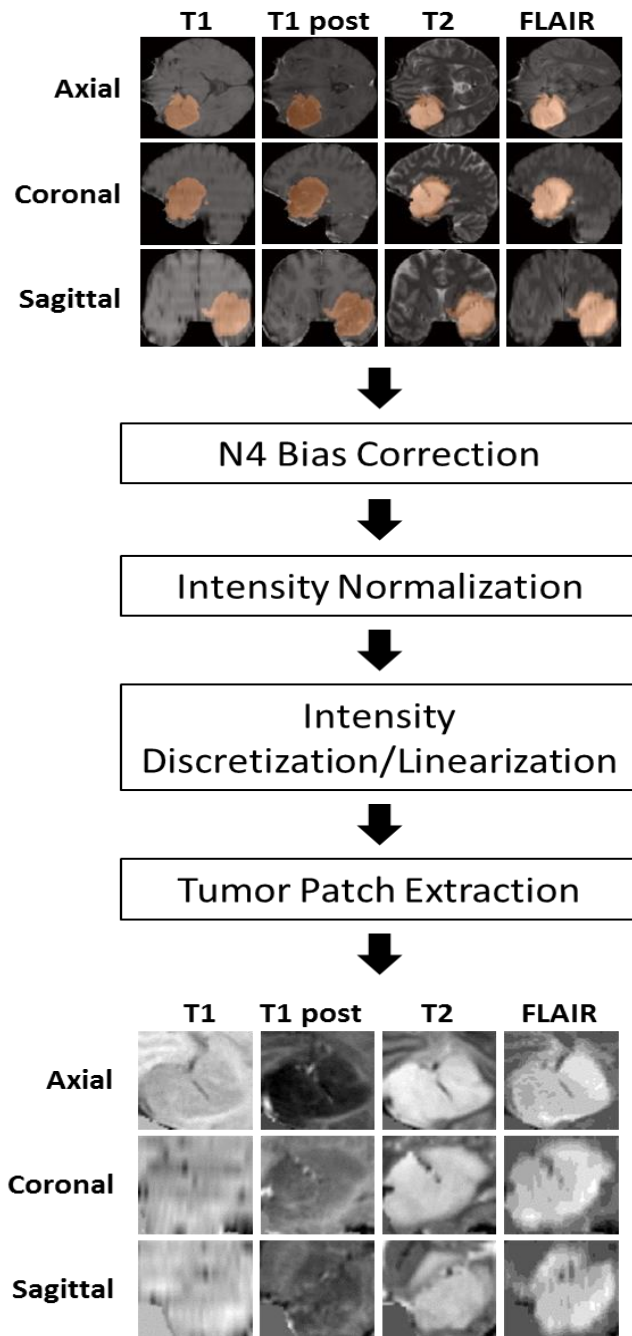 T1 T1 post T2 FLAIR
Axial
Coronal
Sagittal
N4 Bias Correction
Intensity Normalization
Intensity
Discretization/Linearization
Tumor Patch Extraction
T1 T1 post T2 FLAIR
Axial
Coronal
Sagittal